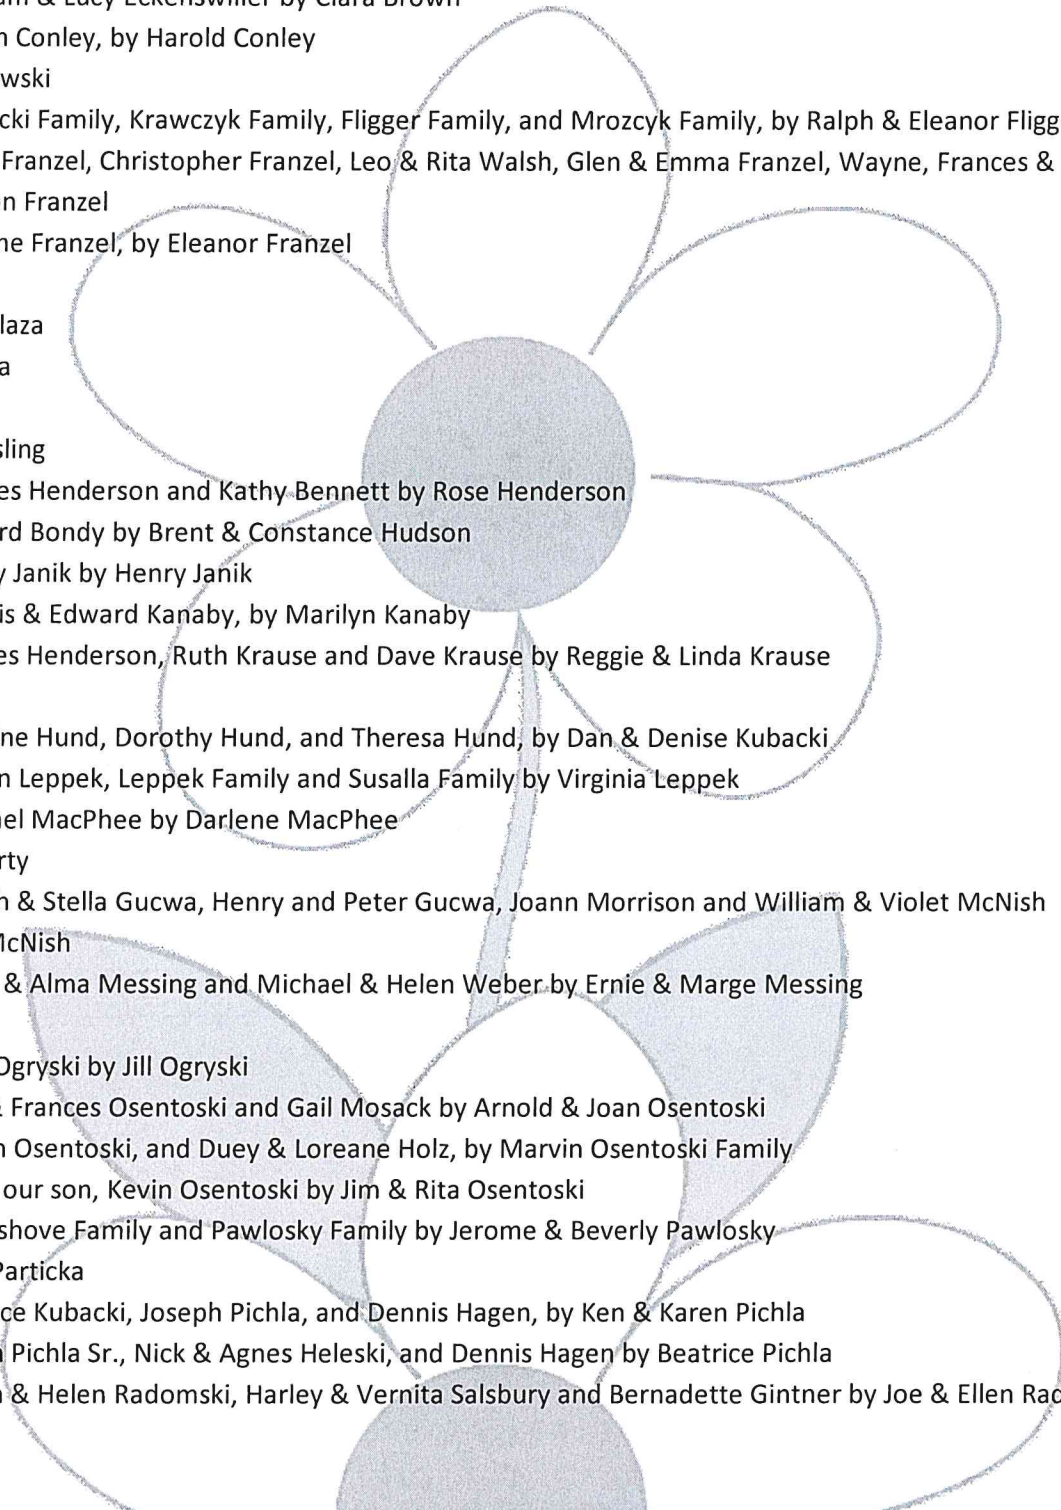 & Lucy Eckenswiller by Clara Brown
Conley, by Harold Conley
wski
cki Family, Krawczyk Family, Fligger Family, and Mrozcyk Family, by Ralph & Eleanor Fligg
Franzel, Christopher Franzel, Leo & Rita Walsh, Glen & Emma Franzel, Wayne, Frances &
n Franzel
ne Franzel, by Eleanor Franzel
laza
a
sling
es Henderson and Kathy Bennett by Rose Henderson
rd Bondy by Brent & Constance Hudson
y Janik by Henry Janik
is & Edward Kanaby, by Marilyn Kanaby
es Henderson, Ruth Krause and Dave Krause by Reggie & Linda Krause
ne Hund, Dorothy Hund, and Theresa Hund, by Dan & Denise Kubacki
n Leppek, Leppek Family and Susalla Family by Virginia Leppek
el MacPhee by Darlene MacPhee
rty
& Stella Gucwa, Henry and Peter Gucwa, Joann Morrison and William & Violet McNish
McNish
& Alma Messing and Michael & Helen Weber by Ernie & Marge Messing
Ogryski by Jill Ogryski
& Frances Osentoski and Gail Mosack by Arnold & Joan Osentoski
n Osentoski, and Duey & Loreane Holz, by Marvin Osentoski Family
our son, Kevin Osentoski by Jim & Rita Osentoski
shove Family and Pawlosky Family by Jerome & Beverly Pawlosky
Particka
ce Kubacki, Joseph Pichla, and Dennis Hagen, by Ken & Karen Pichla
Pichla Sr., Nick & Agnes Heleski, and Dennis Hagen by Beatrice Pichla
& Helen Radomski, Harley & Vernita Salsbury and Bernadette Gintner by Joe & Ellen Rad